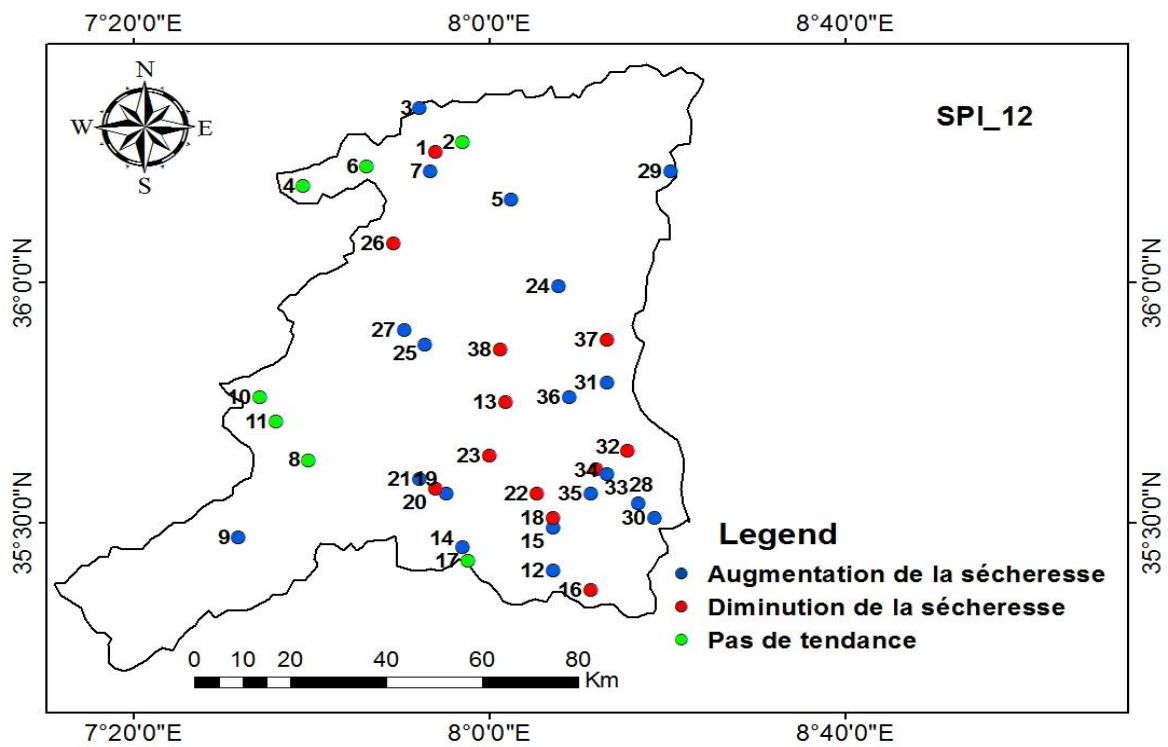 7°20'0"E 8°0'0"E 8°40'0"E
N
W E
S
SPI_12
3
1 2
6 7
4 29
5
26
36°0'0"N 36°0'0"N
24
27
25 38 37
31
10 13 36
11
8 23 32
21 19 34
20 22 35 33 28
35°30'0"N 35°30'0"N
18 30
9 14 15
17 12
16
Legend
Augmentation de la sécheresse
Diminution de la sécheresse
Pas de tendance
0 10 20 40 60 80
Km
7°20'0"E 8°0'0"E 8°40'0"E